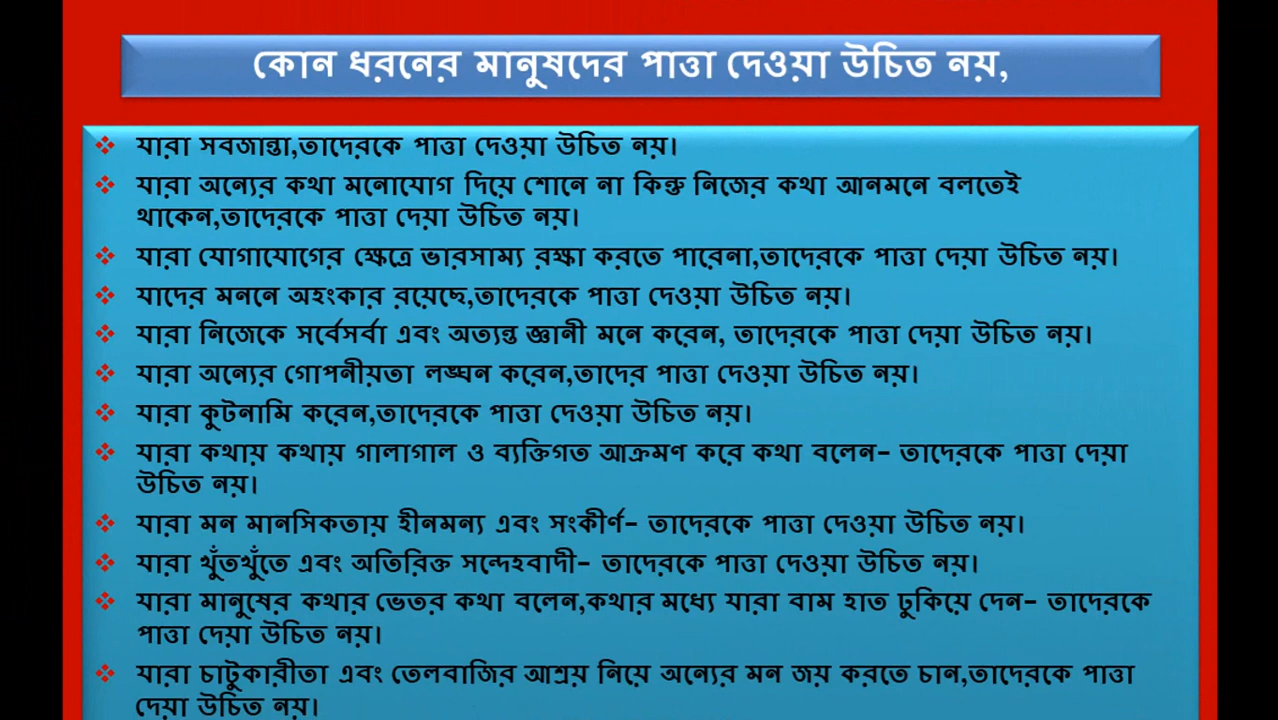 কোন ধরনের মানুষদের পাত্তা দেওয়া উচিত নয়,
❖ যারা সবজান্তা,তাদেরকে পাত্তা দেওয়া উচিত নয়।
❖ যারা অন্যের কথা মনোযোগ দিয়ে শোনে না কিন্তু নিজের কথা আনমনে বলতেই
থাকেন,তাদেরকে পাত্তা দেয়া উচিত নয়।
❖ যারা যোগাযোগের ক্ষেত্রে ভারসাম্য রক্ষা করতে পারেনা,তাদেরকে পাত্তা দেয়া উচিত নয়।
❖ যাদের মননে অহংকার রয়েছে,তাদেরকে পাত্তা দেওয়া উচিত নয়।
❖ যারা নিজেকে সর্বেসর্বা এবং অত্যন্ত জ্ঞানী মনে করেন, তাদেরকে পাত্তা দেয়া উচিত নয়।
❖ যারা অন্যের গোপনীয়তা লঙ্ঘন করেন,তাদের পাত্তা দেওয়া উচিত নয়।
❖ যারা কুটনামি করেন,তাদেরকে পাত্তা দেওয়া উচিত নয়।
❖ যারা কথায় কথায় গালাগাল ও ব্যক্তিগত আক্রমণ করে কথা বলেন– তাদেরকে পাত্তা দেয়া
উচিত নয়।
❖ যারা মন মানসিকতায় হীনমন্য এবং সংকীর্ণ– তাদেরকে পাত্তা দেওয়া উচিত নয়।
❖ যারা খুঁতখুঁতে এবং অতিরিক্ত সন্দেহবাদী– তাদেরকে পাত্তা দেওয়া উচিত নয়।
❖ যারা মানুষের কথার ভেতর কথা বলেন,কথার মধ্যে যারা বাম হাত ঢুকিয়ে দেন– তাদেরকে
পাত্তা দেয়া উচিত নয়।
❖ যারা চাটুকারীতা এবং তেলবাজির আশ্রয় নিয়ে অন্যের মন জয় করতে চান,তাদেরকে পাত্তা
দেয়া উচিত নয়।